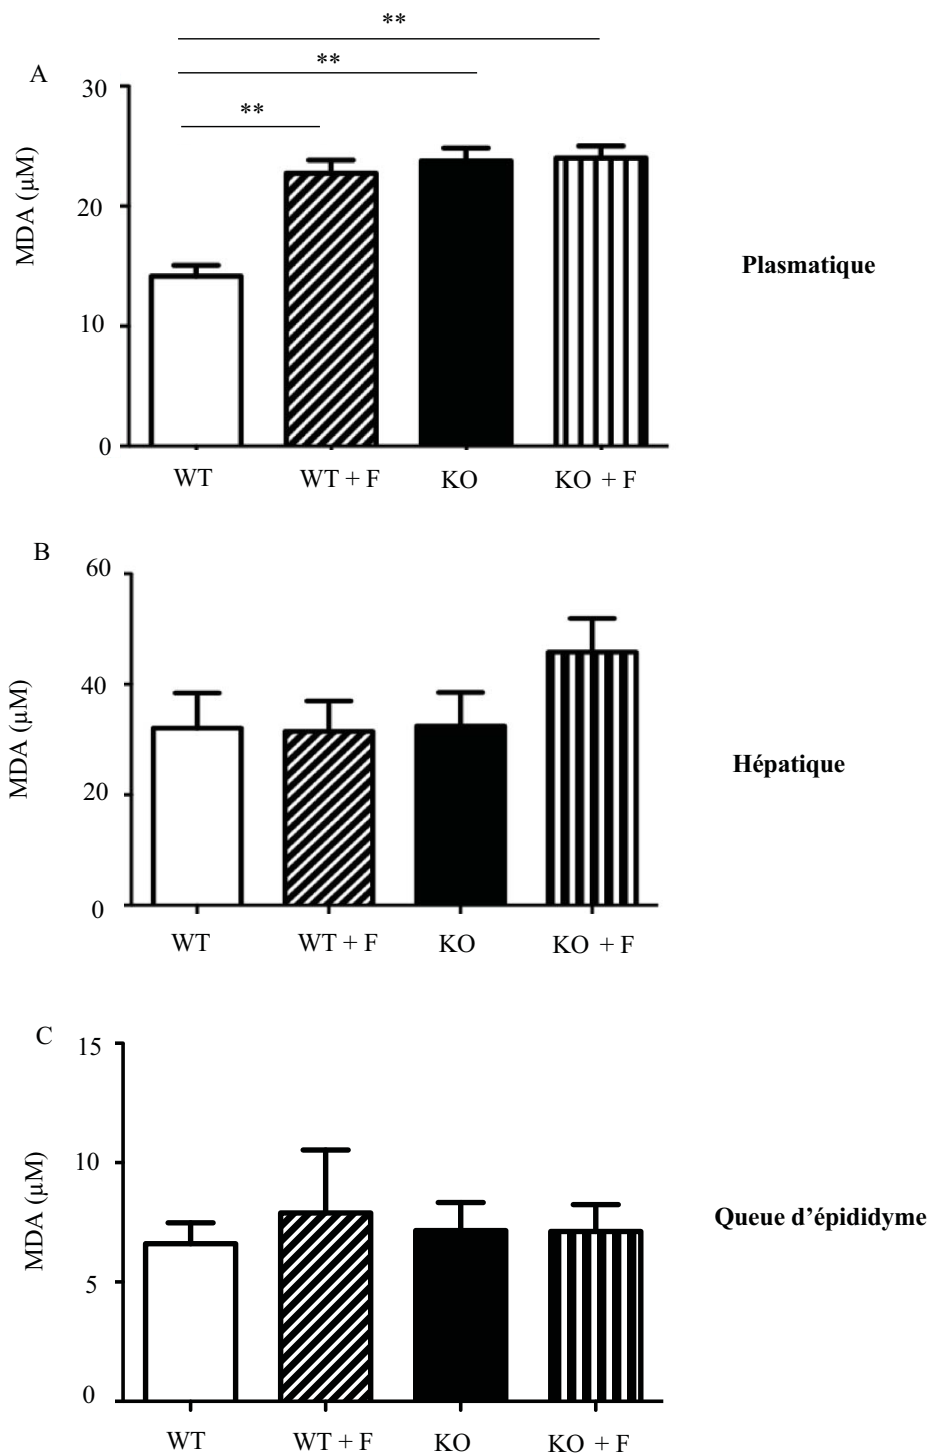 **
**
**
A
30
20
10
0
MDA (µM)
WT
WT + F
KO
KO + F
Plasmatique
B
60
40
20
0
MDA (µM)
WT
WT + F
KO
KO + F
Hépatique
C
15
10
5
0
MDA (µM)
WT
WT + F
KO
KO + F
Queue d’épididyme